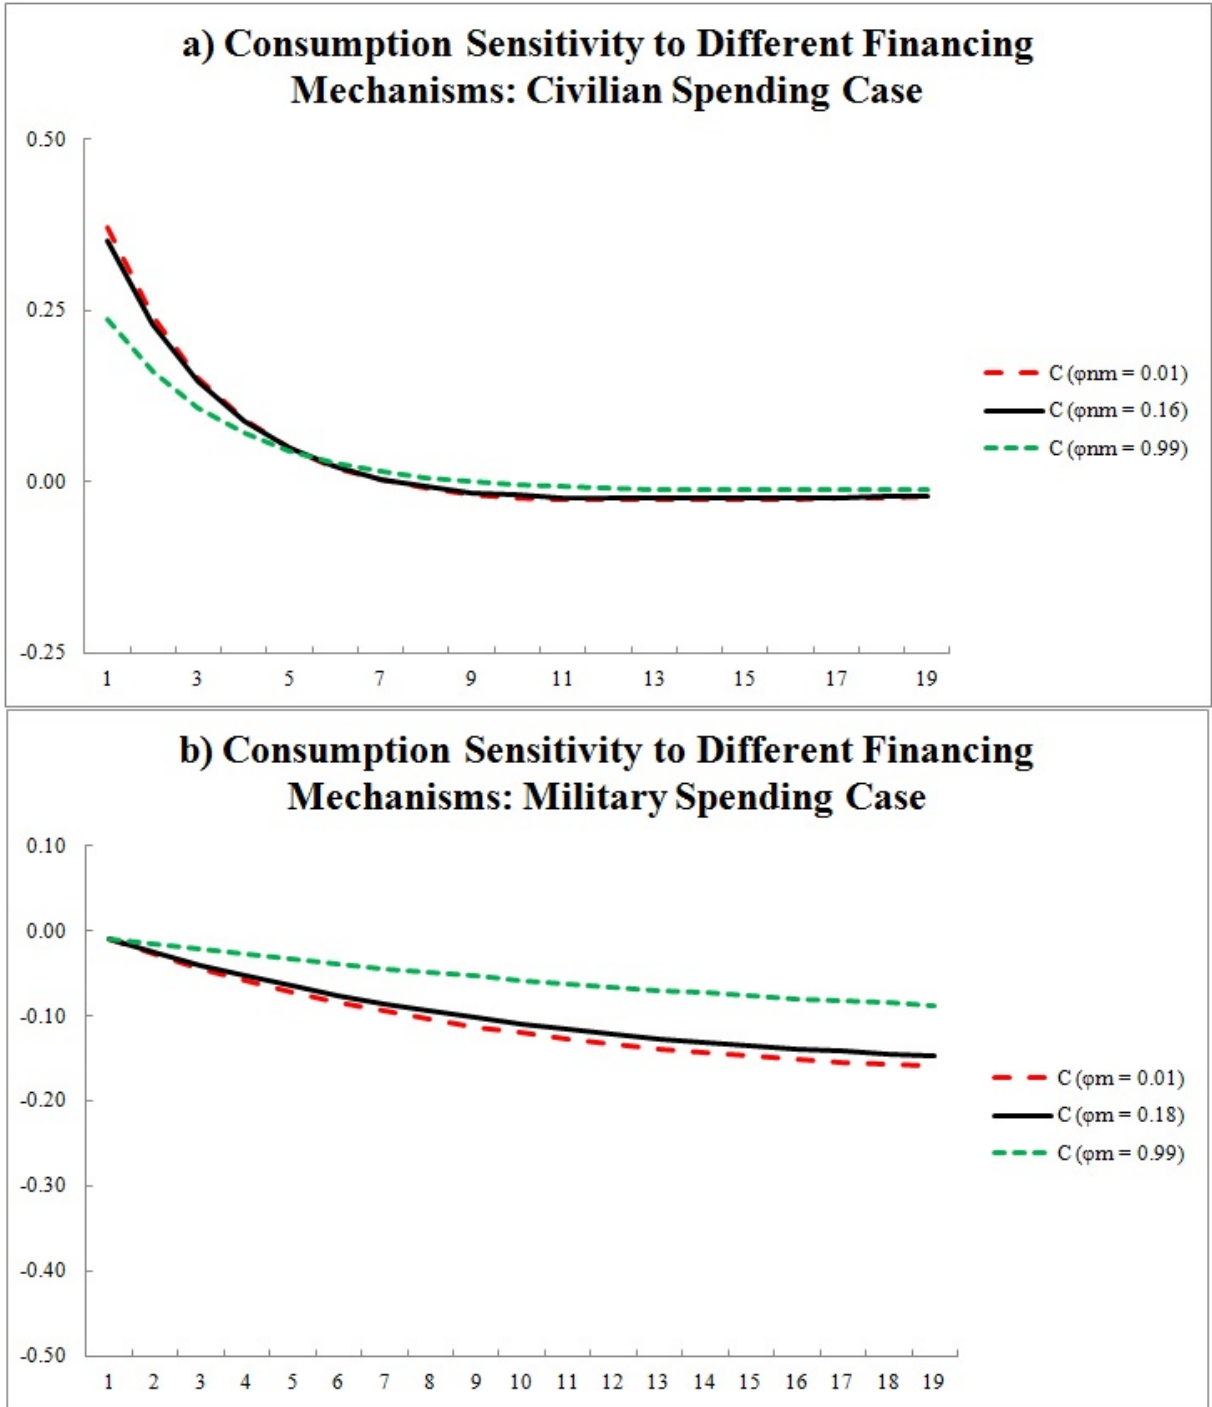 a) Consumption Sensitivity to Different Financing
Mechanisms: Civilian Spending Case
0.50
0.25
0.00
-0.25
1 3 5 7 9 11 13 15 17 19
C (φnm = 0.01)
C (φnm = 0.16)
C (φnm = 0.99)
b) Consumption Sensitivity to Different Financing
Mechanisms: Military Spending Case
0.10
0.00
-0.10
-0.20
-0.30
-0.40
-0.50
1 2 3 4 5 6 7 8 9 10 11 12 13 14 15 16 17 18 19
C (φm = 0.01)
C (φm = 0.18)
C (φm = 0.99)